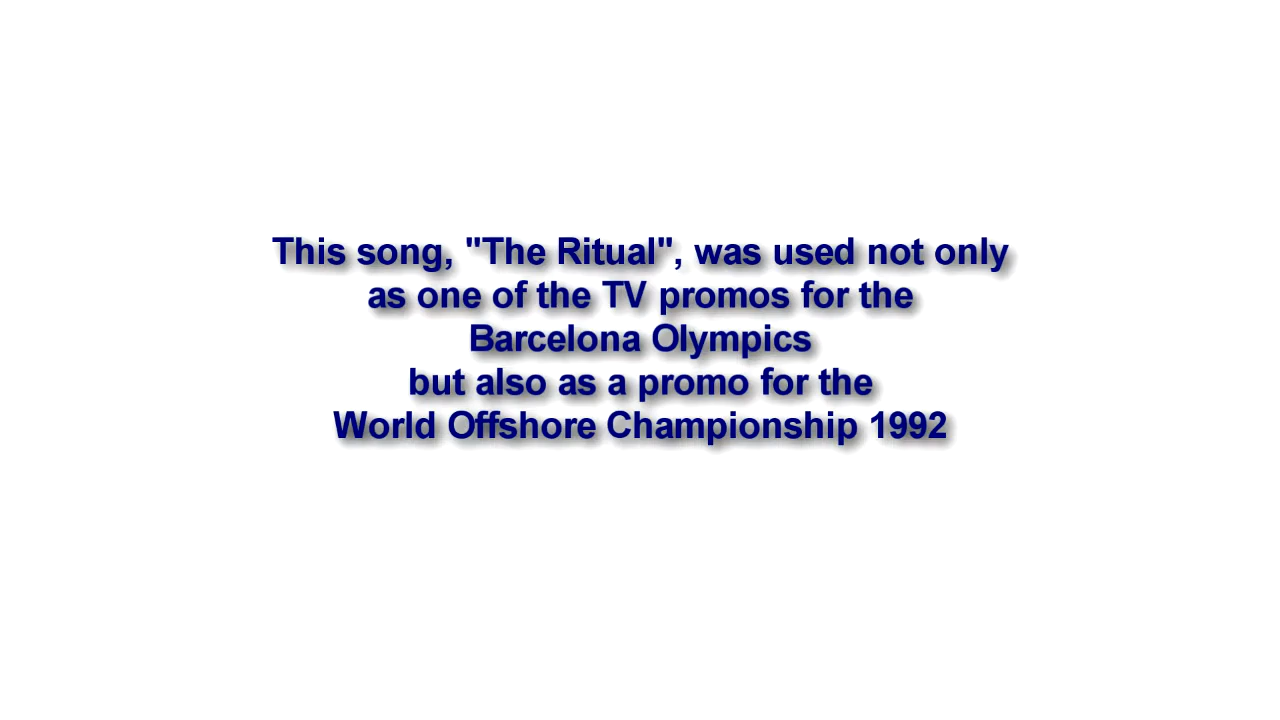 This song, "The Ritual", was used not only
as one of the TV promos for the
Barcelona Olympics
but also as a promo for the
World Offshore Championship 1992